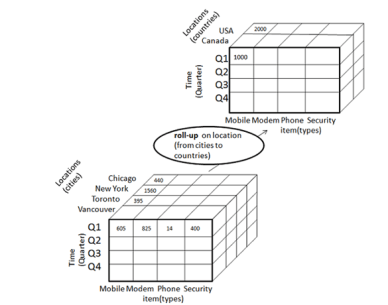 Locations
(countries)
USA
2000
Canada
Q1
1000
Q2
Q3
Q4
Time
(Quarter)
Mobile Modem Phone Security
item(types)
roll-up on location
(from cities to
countries)
Locations
(cities)
Chicago
440
New York
1560
Toronto
395
Vancouver
Q1
605
825
14
400
Q2
Q3
Q4
Time
(Quarter)
Mobile Modem Phone Security
item(types)